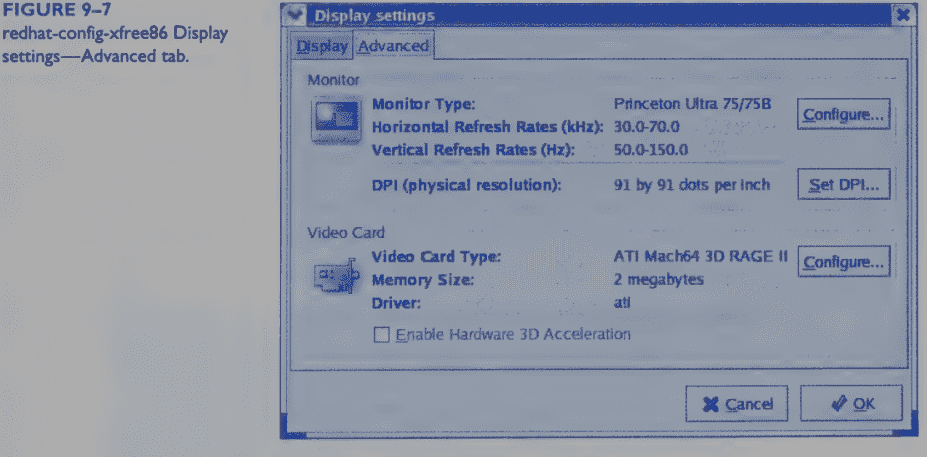 FIGURE 9–7
redhat-config-xfree86 Display
settings—Advanced tab.
Display settings
Display Advanced
Monitor
Monitor Type: Princeton Ultra 75/75B Configure...
Horizontal Refresh Rates (kHz): 30.0-70.0
Vertical Refresh Rates (Hz): 50.0-150.0
DPI (physical resolution): 91 by 91 dots per inch Set DPI...
Video Card
Video Card Type: ATI Mach64 3D RAGE II Configure...
Memory Size: 2 megabytes
Driver: ati
Enable Hardware 3D Acceleration
Cancel OK